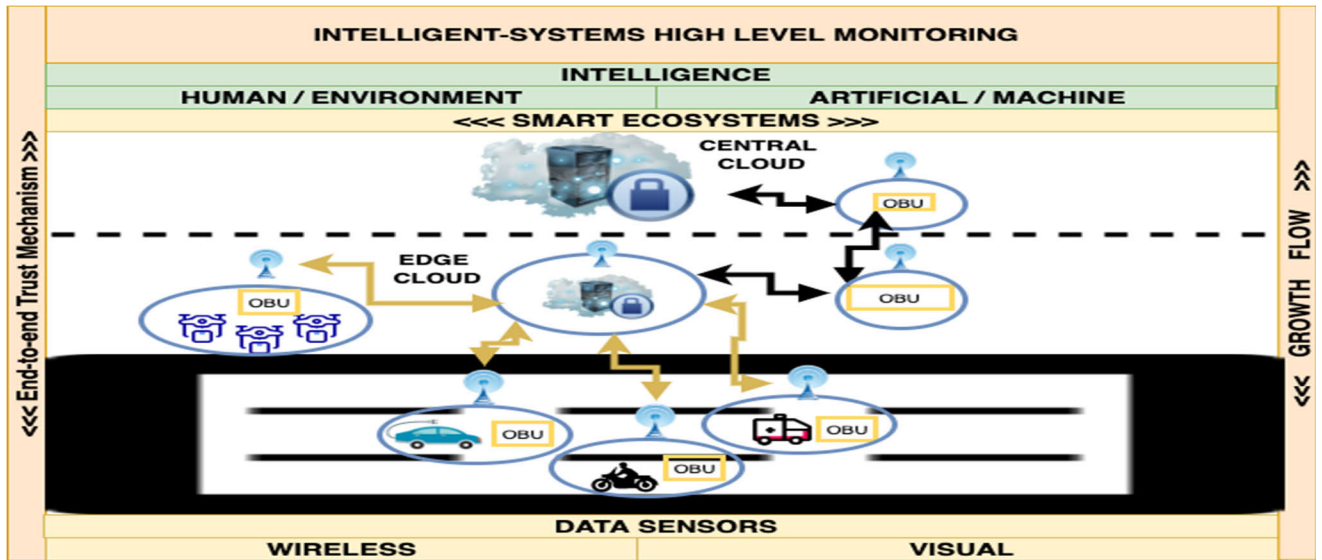 INTELLIGENT-SYSTEMS HIGH LEVEL MONITORING
INTELLIGENCE
HUMAN / ENVIRONMENT
ARTIFICIAL / MACHINE
<<< SMART ECOSYSTEMS >>>
<<< End-to-end Trust Mechanism >>>
<<< GROWTH FLOW >>>
CENTRAL
CLOUD
OBU
EDGE
CLOUD
OBU
OBU
OBU
OBU
OBU
DATA SENSORS
WIRELESS
VISUAL